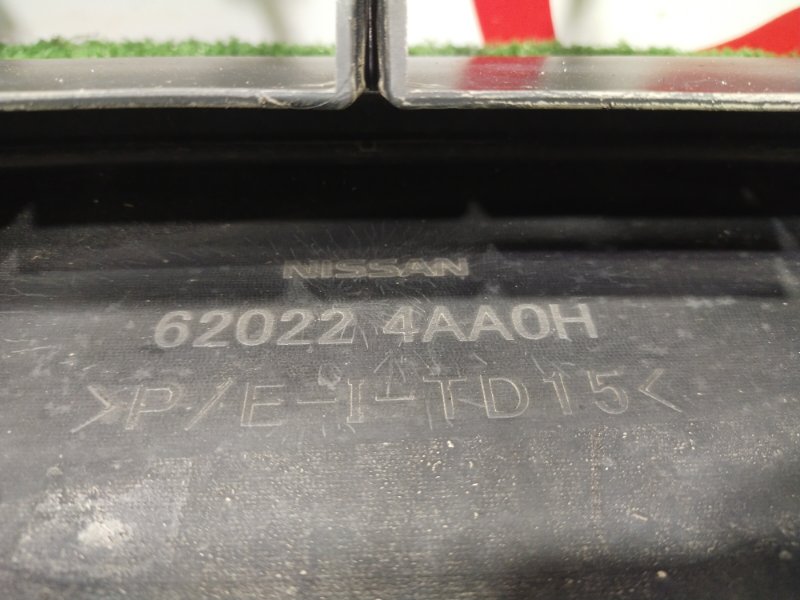 NISSAN
62022 4AA0H
>P/E-I-TD15<